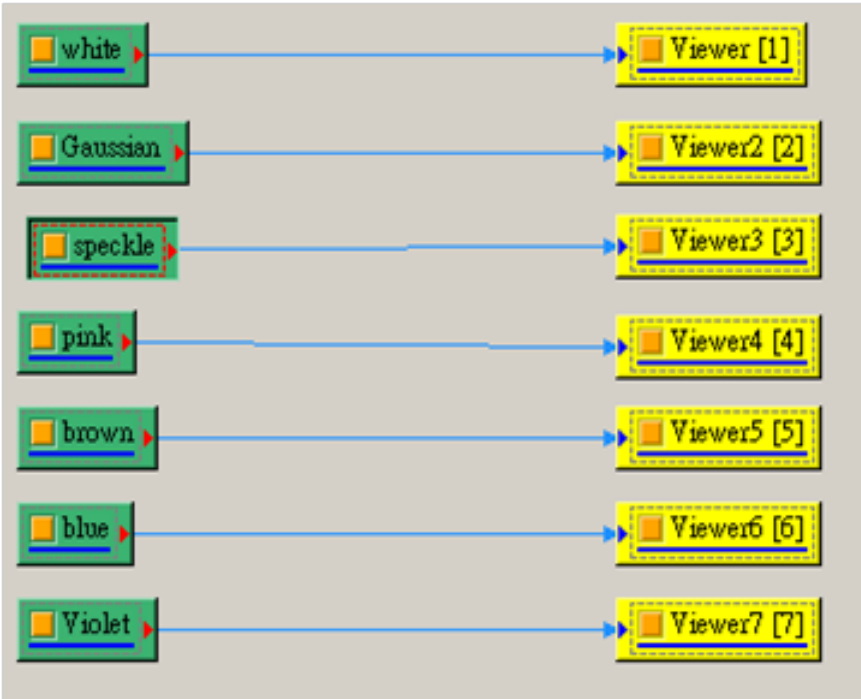 white Viewer [1]
Gaussian Viewer2 [2]
speckle Viewer3 [3]
pink Viewer4 [4]
brown Viewer5 [5]
blue Viewer6 [6]
Violet Viewer7 [7]